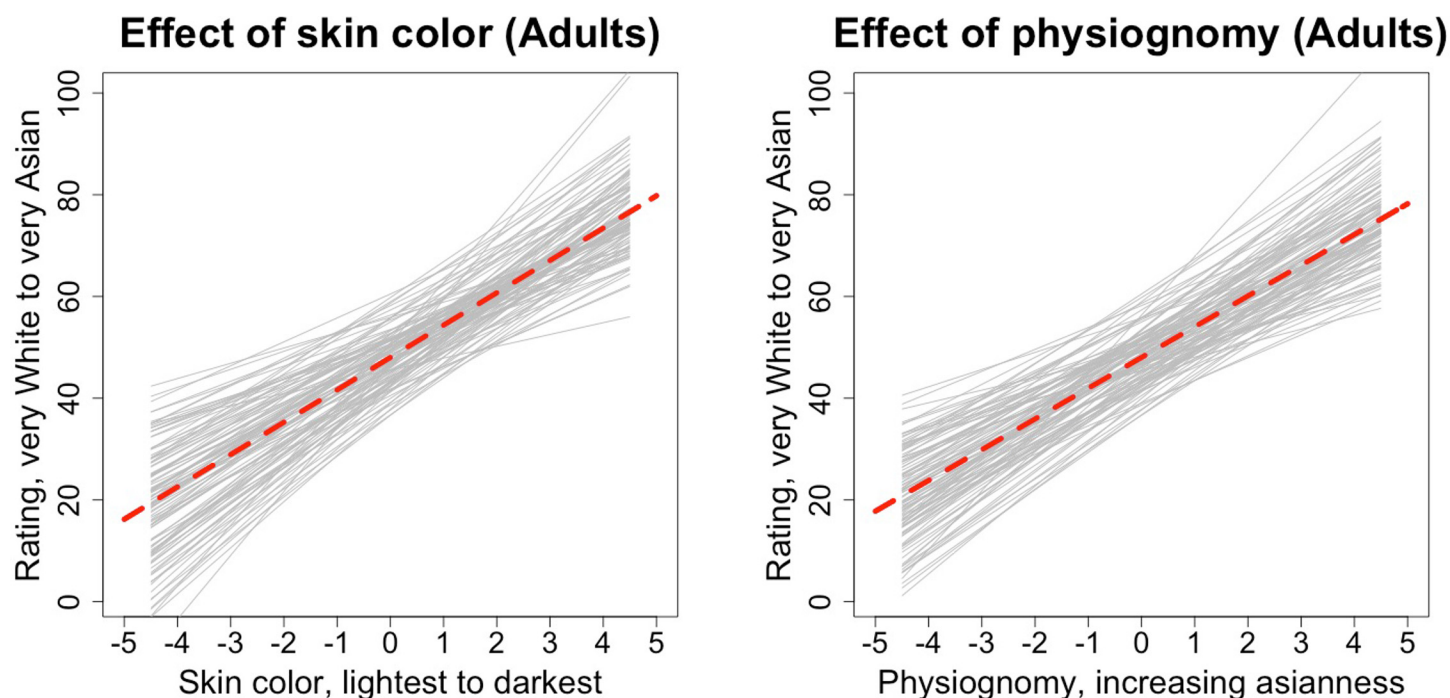 Effect of skin color (Adults)
Rating, very White to very Asian
100
80
60
40
20
0
-5 -4 -3 -2 -1 0 1 2 3 4 5
Skin color, lightest to darkest
Effect of physiognomy (Adults)
Rating, very White to very Asian
100
80
60
40
20
0
-5 -4 -3 -2 -1 0 1 2 3 4 5
Physiognomy, increasing asianness